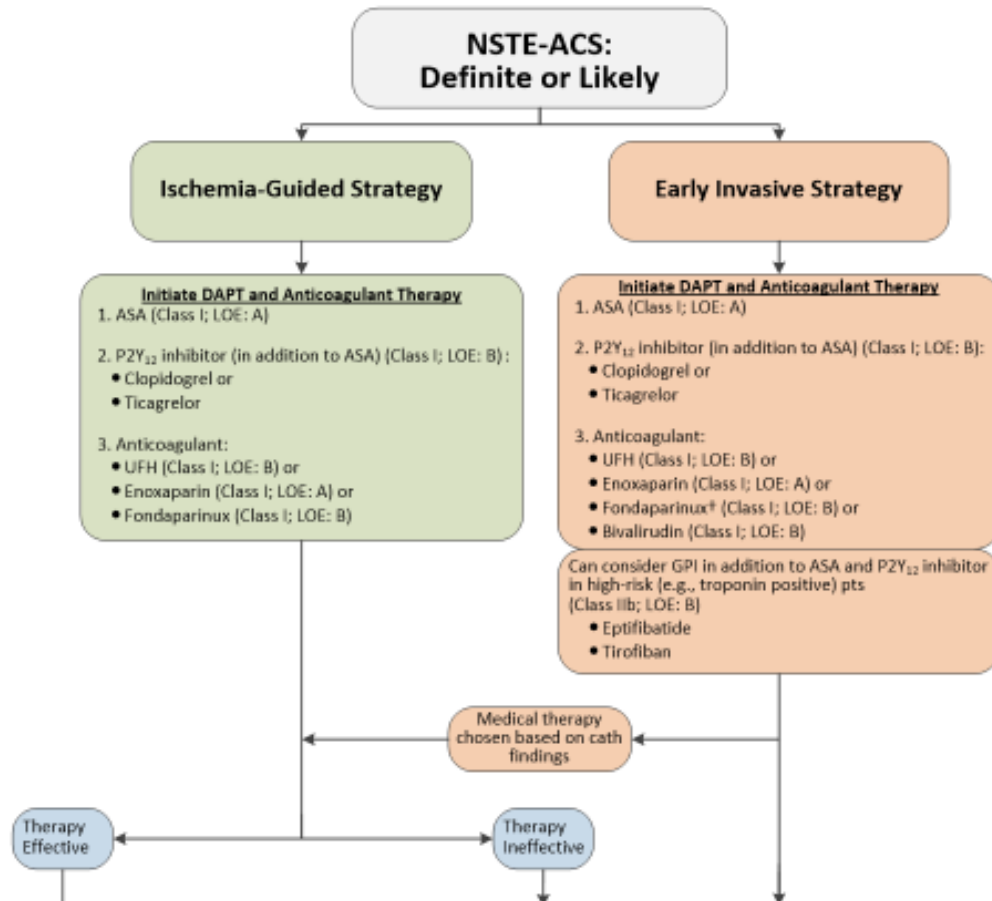 NSTE-ACS:
Definite or Likely
Ischemia-Guided Strategy
Early Invasive Strategy
Initiate DAPT and Anticoagulant Therapy
1. ASA (Class I; LOE: A)
2. P2Y₁₂ inhibitor (in addition to ASA) (Class I; LOE: B) :
● Clopidogrel or
● Ticagrelor
3. Anticoagulant:
● UFH (Class I; LOE: B) or
● Enoxaparin (Class I; LOE: A) or
● Fondaparinux (Class I; LOE: B)
Initiate DAPT and Anticoagulant Therapy
1. ASA (Class I; LOE: A)
2. P2Y₁₂ inhibitor (in addition to ASA) (Class I; LOE: B):
● Clopidogrel or
● Ticagrelor
3. Anticoagulant:
● UFH (Class I; LOE: B) or
● Enoxaparin (Class I; LOE: A) or
● Fondaparinux† (Class I; LOE: B) or
● Bivalirudin (Class I; LOE: B)
Can consider GPI in addition to ASA and P2Y₁₂ inhibitor
in high-risk (e.g., troponin positive) pts
(Class IIb; LOE: B)
● Eptifibatide
● Tirofiban
Medical therapy
chosen based on cath
findings
Therapy
Effective
Therapy
Ineffective